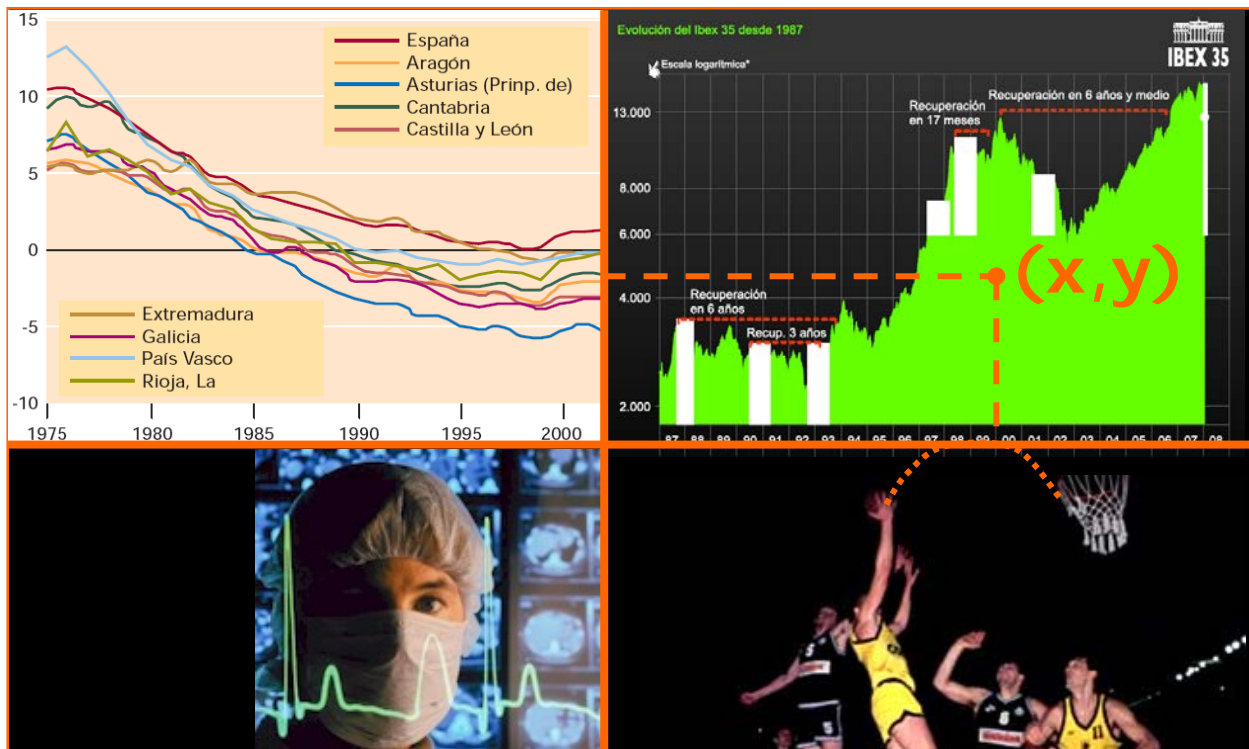 15
10
5
0
-5
-10
España
Aragón
Asturias (Prinp. de)
Cantabria
Castilla y León
Extremadura
Galicia
País Vasco
Rioja, La
1975
1980
1985
1990
1995
2000
Evolución del Ibex 35 desde 1987
IBEX 35
Escala logarítmica*
13.000
8.000
6.000
4.000
2.000
Recuperación
en 17 meses
Recuperación en 6 años y medio
(x,y)
Recuperación
en 6 años
Recup. 3 años
87 88 89 90 91 92 93 94 95 96 97 98 99 00 01 02 03 04 05 06 07 08
5
5
8
11